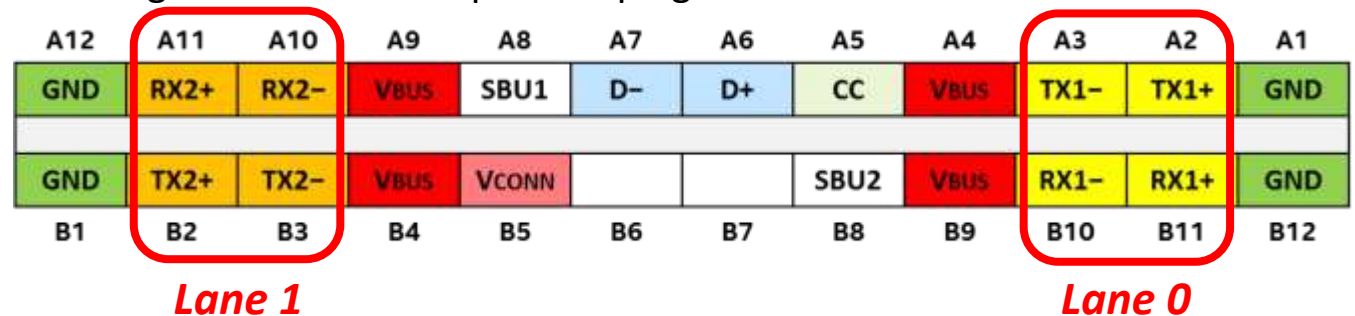 A12 A11 A10 A9 A8 A7 A6 A5 A4 A3 A2 A1
GND RX2+ RX2− VBUS SBU1 D− D+ CC VBUS TX1− TX1+ GND
GND TX2+ TX2− VBUS VCONN SBU2 VBUS RX1− RX1+ GND
B1 B2 B3 B4 B5 B6 B7 B8 B9 B10 B11 B12
Lane 1 Lane 0